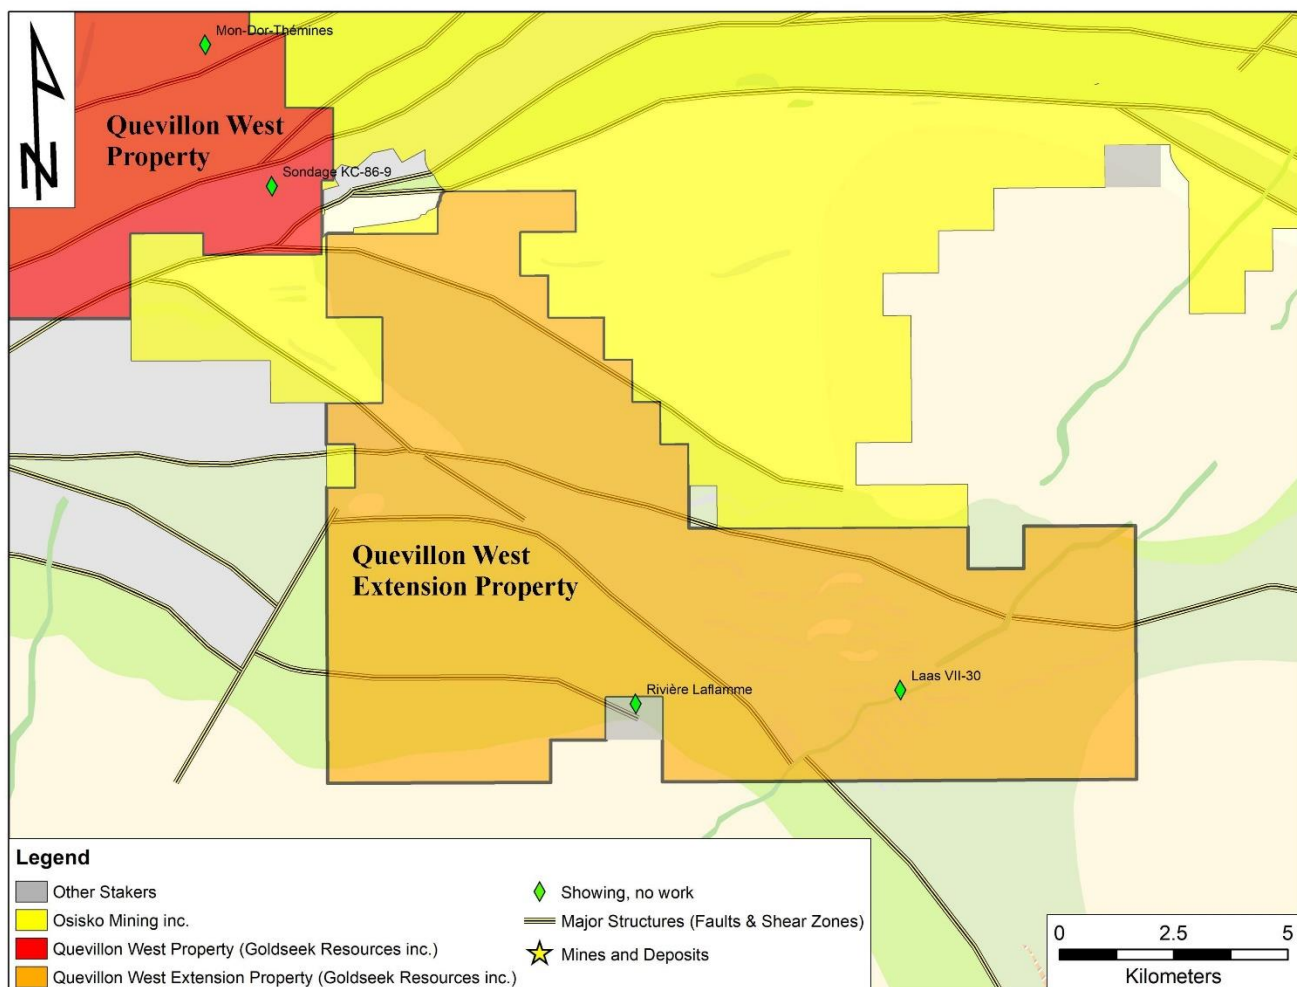 Mon-Dor-Thémines
Quevillon West
Property
Sondage KC-86-9
N
Quevillon West
Extension Property
Laas VII-30
Rivière Laflamme
Legend
Other Stakers
Osisko Mining inc.
Quevillon West Property (Goldseek Resources inc.)
Quevillon West Extension Property (Goldseek Resources inc.)
Showing, no work
Major Structures (Faults & Shear Zones)
Mines and Deposits
0 2.5 5
Kilometers